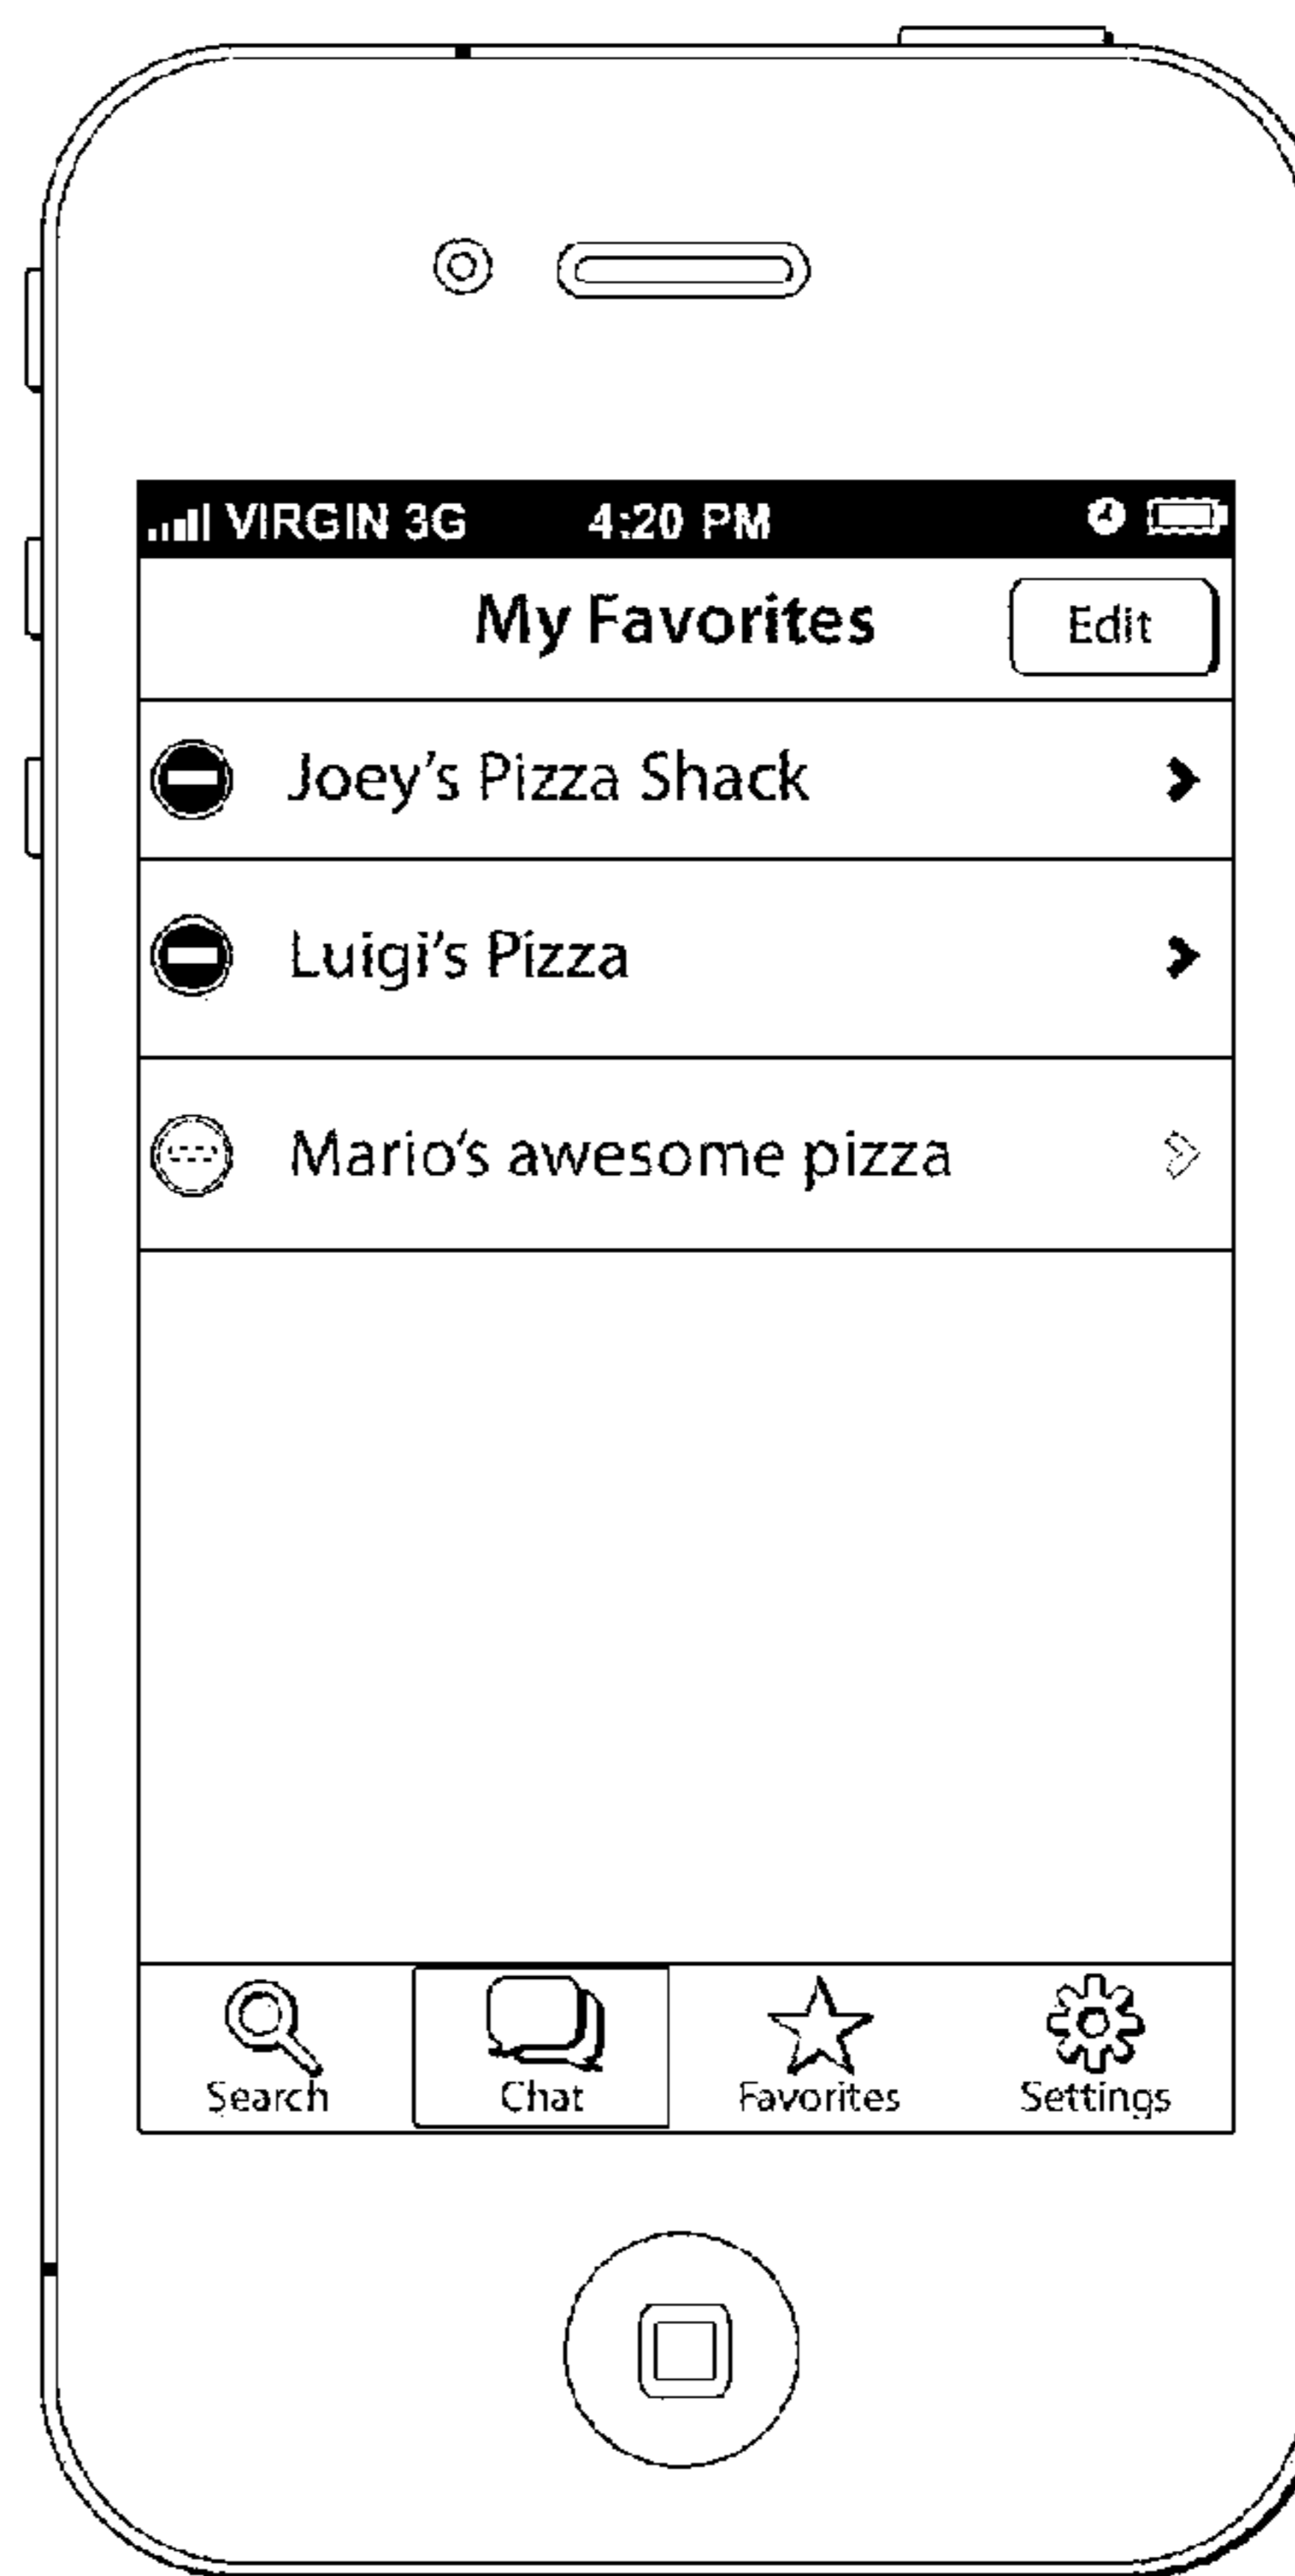 VIRGIN 3G 4:20 PM
My Favorites Edit
Joey's Pizza Shack
Luigi's Pizza
Mario's awesome pizza
Search Chat Favorites Settings